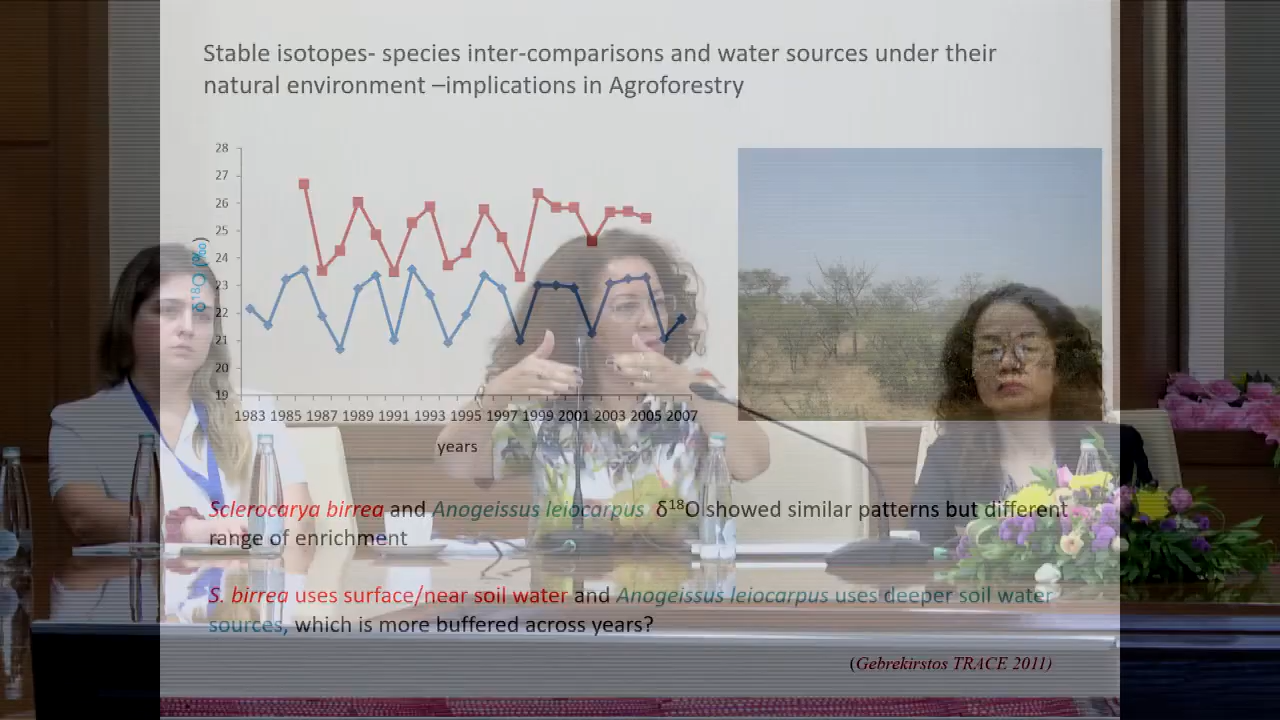 Stable isotopes- species inter-comparisons and water sources under their
natural environment –implications in Agroforestry
28
27
26
25
24
23
22
21
20
19
δ¹⁸O (‰)
1983 1985 1987 1989 1991 1993 1995 1997 1999 2001 2003 2005 2007
years
Sclerocarya birrea and Anogeissus leiocarpus δ¹⁸O showed similar patterns but different
range of enrichment
S. birrea uses surface/near soil water and Anogeissus leiocarpus uses deeper soil water
sources, which is more buffered across years?
(Gebrekirstos TRACE 2011)